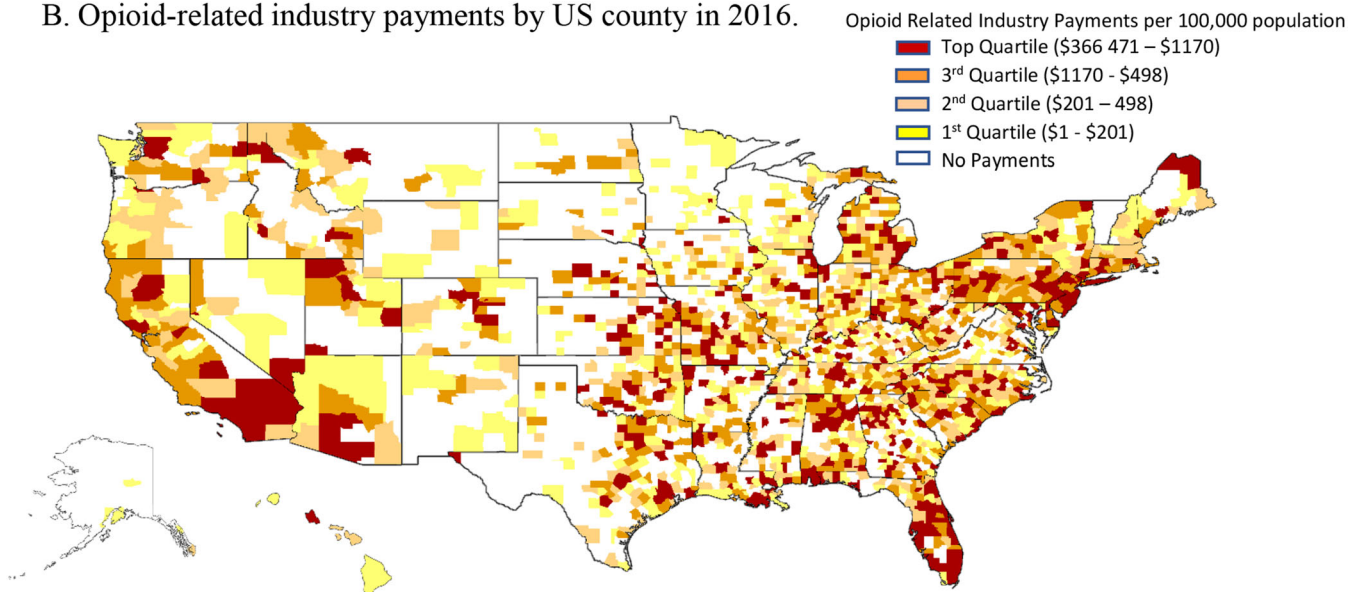 B. Opioid-related industry payments by US county in 2016.
Opioid Related Industry Payments per 100,000 population
Top Quartile ($366 471 – $1170)
3rd Quartile ($1170 - $498)
2nd Quartile ($201 – 498)
1st Quartile ($1 - $201)
No Payments